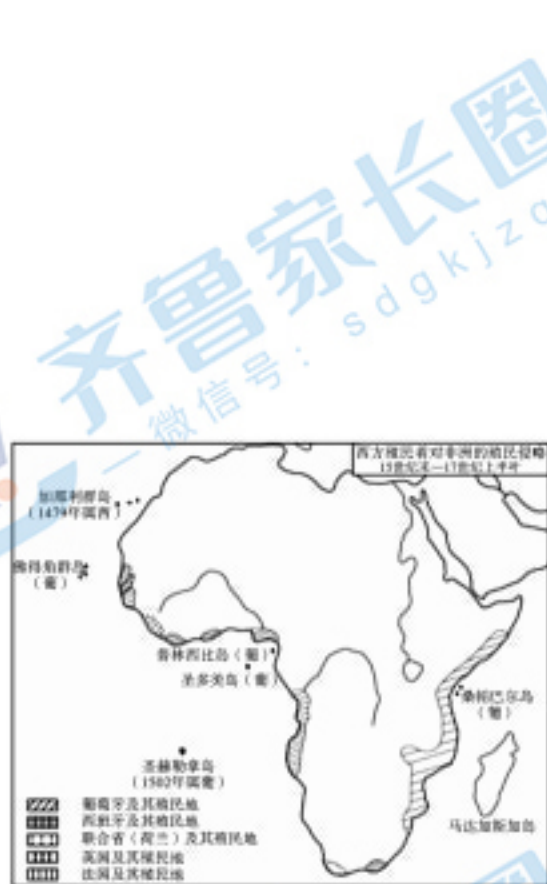 齐鲁家长圈
微信号：sdgkjzq
西方殖民者对非洲的殖民侵略
15世纪末—17世纪上半叶
加那利群岛
（1479年属西）
佛得角群岛
（葡）
普林西比岛（葡）
圣多美岛（葡）
桑给巴尔岛
（葡）
圣赫勒拿岛
（1502年属葡）
马达加斯加岛
葡萄牙及其殖民地
西班牙及其殖民地
联合省（荷兰）及其殖民地
英国及其殖民地
法国及其殖民地